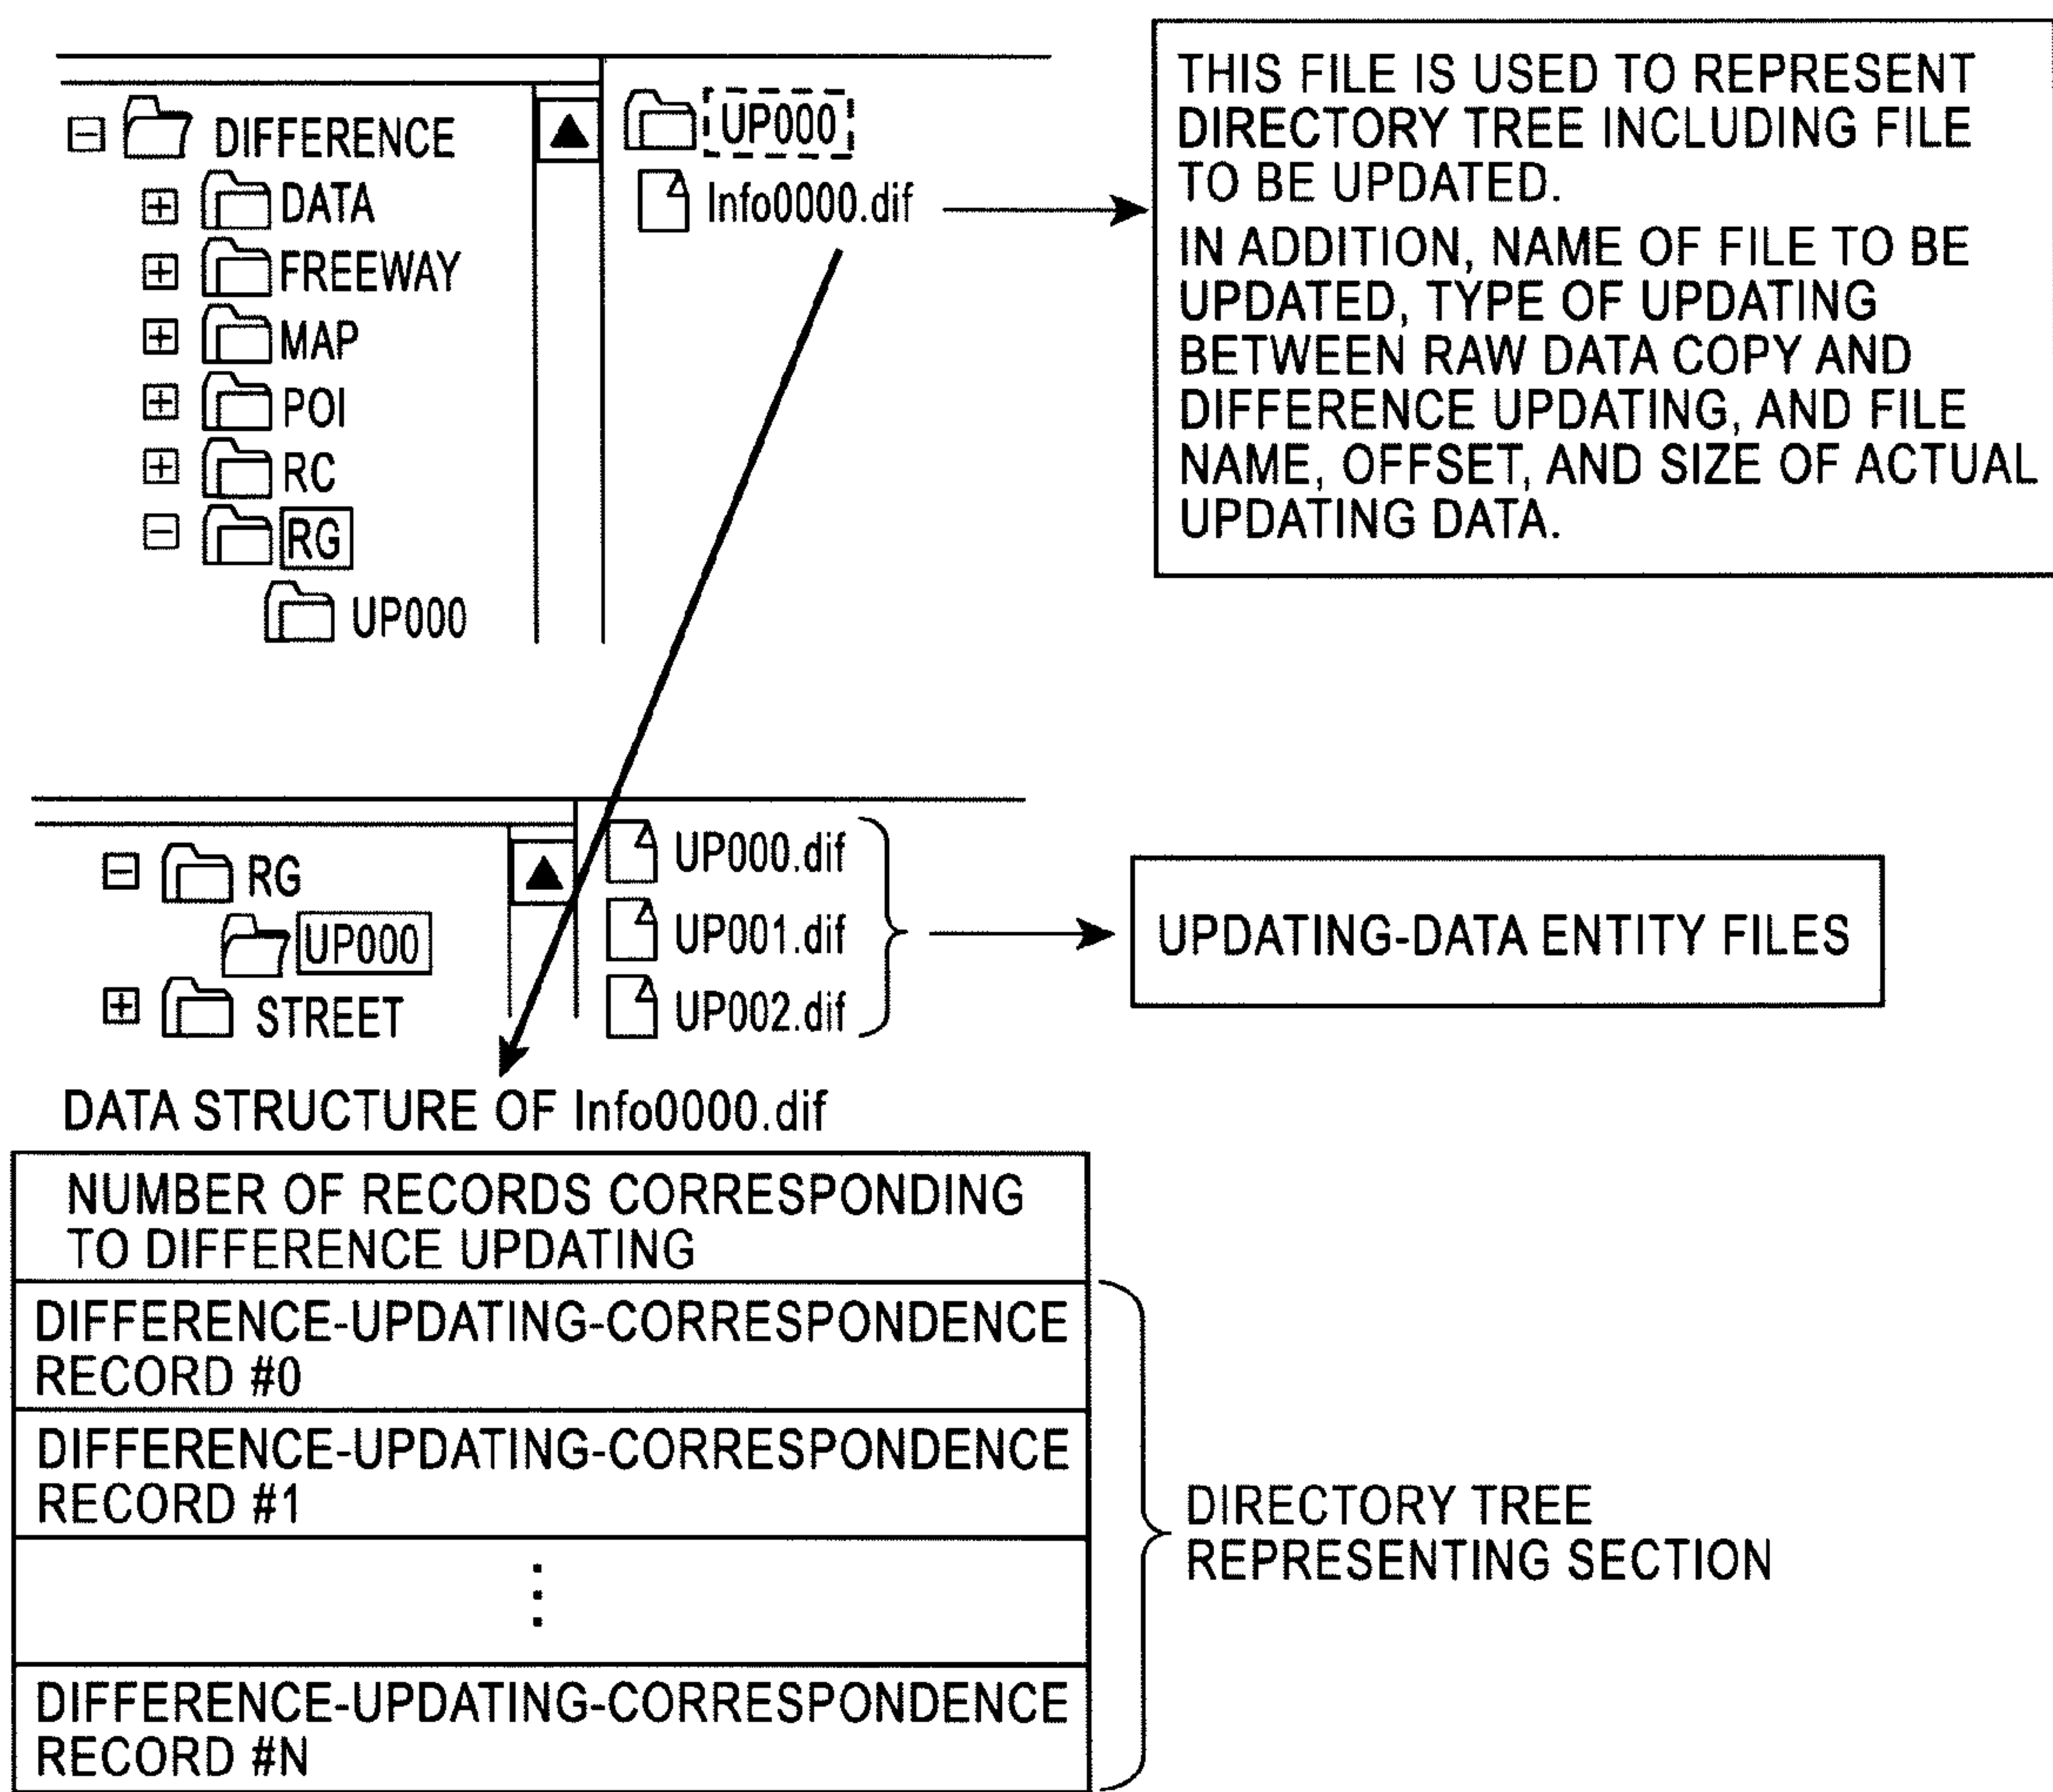 DIFFERENCE
DATA
FREEWAY
MAP
POI
RC
RG
UP000
UP000
Info0000.dif
THIS FILE IS USED TO REPRESENT
DIRECTORY TREE INCLUDING FILE
TO BE UPDATED.
IN ADDITION, NAME OF FILE TO BE
UPDATED, TYPE OF UPDATING
BETWEEN RAW DATA COPY AND
DIFFERENCE UPDATING, AND FILE
NAME, OFFSET, AND SIZE OF ACTUAL
UPDATING DATA.
RG
UP000
STREET
UP000.dif
UP001.dif
UP002.dif
UPDATING-DATA ENTITY FILES
DATA STRUCTURE OF Info0000.dif
NUMBER OF RECORDS CORRESPONDING
TO DIFFERENCE UPDATING
DIFFERENCE-UPDATING-CORRESPONDENCE
RECORD #0
DIFFERENCE-UPDATING-CORRESPONDENCE
RECORD #1
⋮
DIFFERENCE-UPDATING-CORRESPONDENCE
RECORD #N
DIRECTORY TREE
REPRESENTING SECTION